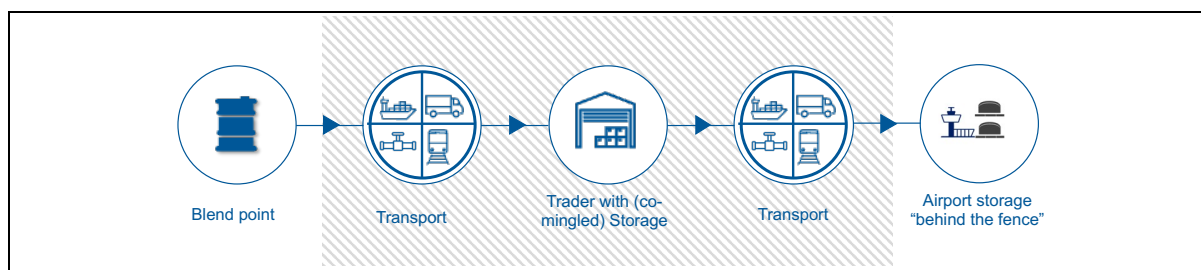 Blend point
Transport
Trader with (co-
mingled) Storage
Transport
Airport storage
“behind the fence”